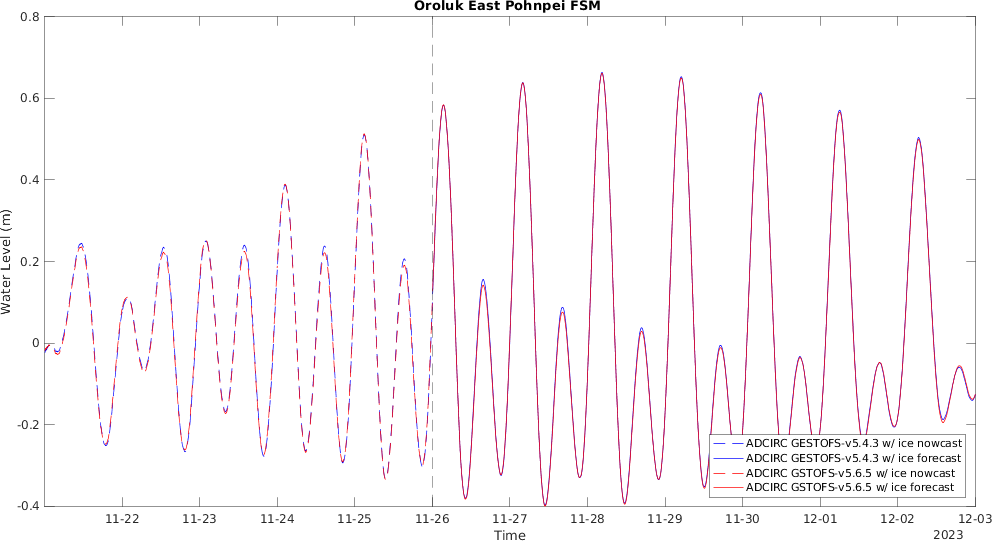 Oroluk East Pohnpei FSM
0.8
0.6
0.4
0.2
0
-0.2
-0.4
Water Level (m)
ADCIRC GESTOFS-v5.4.3 w/ ice nowcast
ADCIRC GESTOFS-v5.4.3 w/ ice forecast
ADCIRC GSTOFS-v5.6.5 w/ ice nowcast
ADCIRC GSTOFS-v5.6.5 w/ ice forecast
11-22 11-23 11-24 11-25 11-26 11-27 11-28 11-29 11-30 12-01 12-02 12-03
Time
2023